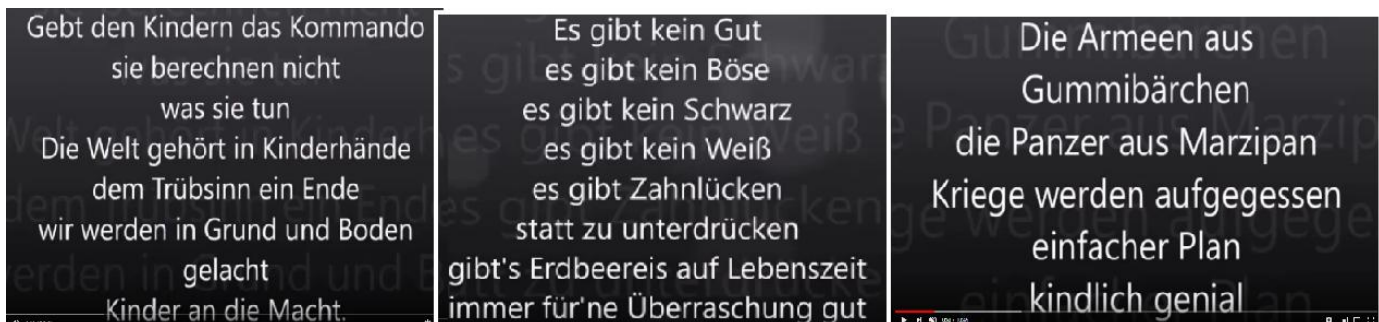 Gebt den Kindern das Kommando
sie berechnen nicht
was sie tun
Die Welt gehört in Kinderhände
dem Trübsinn ein Ende
wir werden in Grund und Boden
gelacht
Kinder an die Macht.
Es gibt kein Gut
es gibt kein Böse
es gibt kein Schwarz
es gibt kein Weiß
es gibt Zahnlücken
statt zu unterdrücken
gibt's Erdbeereis auf Lebenszeit
immer für'ne Überraschung gut
Die Armeen aus
Gummibärchen
die Panzer aus Marzipan
Kriege werden aufgegessen
einfacher Plan
kindlich genial